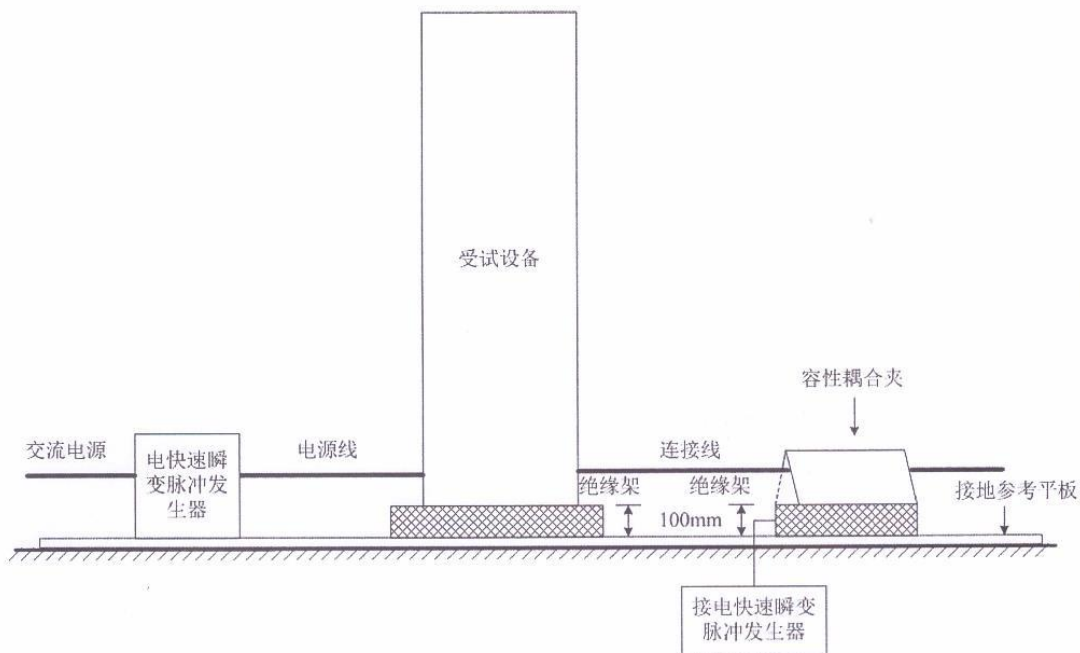 受试设备
容性耦合夹
交流电源
电快速瞬
变脉冲发
生器
电源线
连接线
绝缘架
绝缘架
100mm
接地参考平板
接电快速瞬变
脉冲发生器